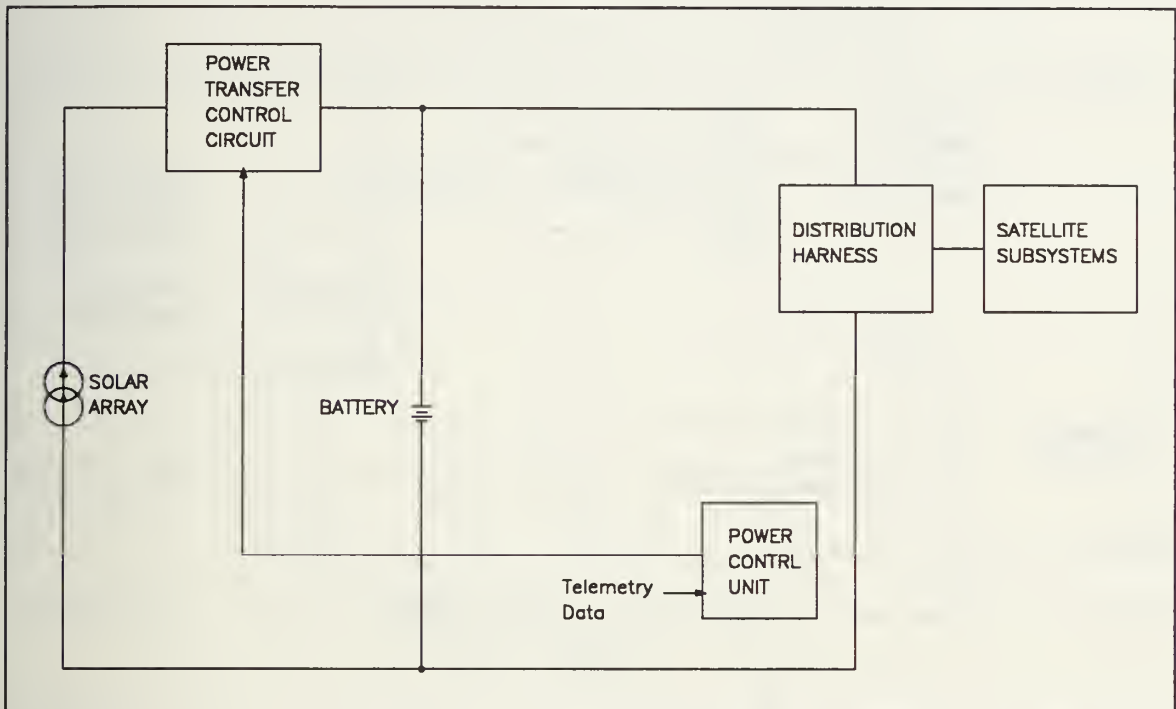 POWER
TRANSFER
CONTROL
CIRCUIT
DISTRIBUTION
HARNESS
SATELLITE
SUBSYSTEMS
SOLAR
ARRAY
BATTERY
POWER
CONTRL
UNIT
Telemetry
Data